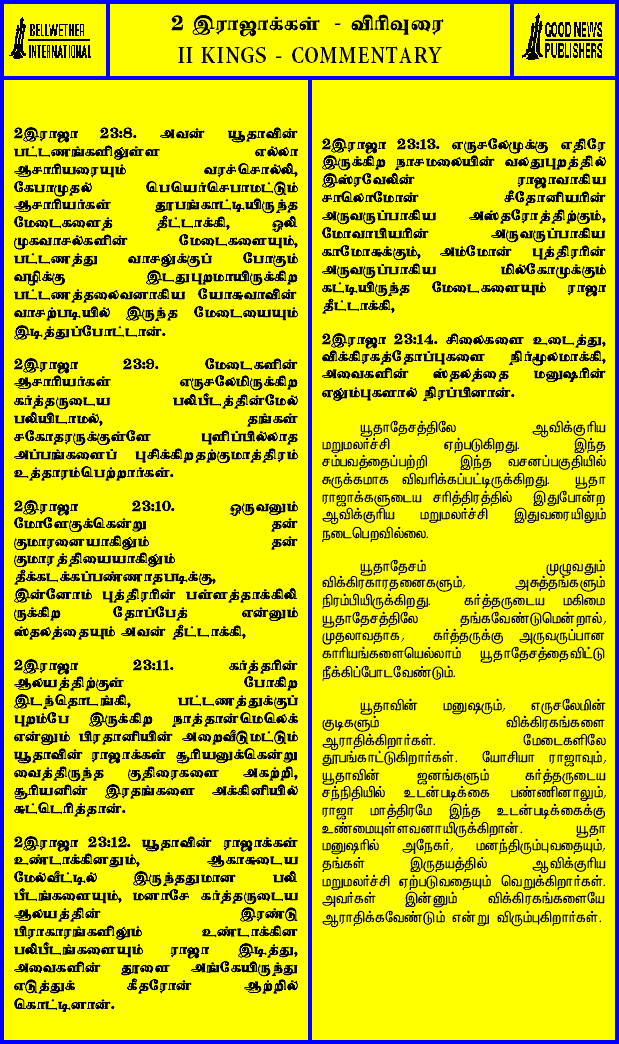 BELLWETHER
INTERNATIONAL
2 இராஜாக்கள் - விரிவுரை
II KINGS - COMMENTARY
GOOD NEWS
PUBLISHERS
2இராஜா 23:8. அவன் யூதாவின்
பட்டணங்களிலுள்ள எல்லா
ஆசாரியரையும் வரச்சொல்லி,
கேபாமுதல் பெயெர்செபாமட்டும்
ஆசாரியர்கள் தூபங்காட்டியிருந்த
மேடைகளைத் தீட்டாக்கி, ஒலி
முகவாசல்களின் மேடைகளையும்,
பட்டணத்து வாசலுக்குப் போகும்
வழிக்கு இடதுபுறமாயிருக்கிற
பட்டணத்தலைவனாகிய யோசுவாவின்
வாசற்படியில் இருந்த மேடையையும்
இடித்துப்போட்டான்.
2இராஜா 23:9. மேடைகளின்
ஆசாரியர்கள் எருசலேமிருக்கிற
கர்த்தருடைய பலிபீடத்தின்மேல்
பலியிடாமல், தங்கள்
சகோதரருக்குள்ளே புளிப்பில்லாத
அப்பங்களைப் புசிக்கிறதற்குமாத்திரம்
உத்தாரம்பெற்றார்கள்.
2இராஜா 23:10. ஒருவனும்
மோளேகுக்கென்று தன்
குமாரனையாகிலும் தன்
குமாரத்தியையாகிலும்
தீக்கடக்கப்பண்ணாதபடிக்கு,
இன்னோம் புத்திரரின் பள்ளத்தாக்கிலி
ருக்கிற தோப்பேத் என்னும்
ஸ்தலத்தையும் அவன் தீட்டாக்கி,
2இராஜா 23:11. கர்த்தரின்
ஆலயத்திற்குள் போகிற
இடந்தொடங்கி, பட்டணத்துக்குப்
புறம்பே இருக்கிற நாத்தான்மெலெக்
என்னும் பிரதானியின் அறைவீடுமட்டும்
யூதாவின் ராஜாக்கள் சூரியனுக்கென்று
வைத்திருந்த குதிரைகளை அகற்றி,
சூரியனின் இரதங்களை அக்கினியில்
சுட்டெரித்தான்.
2இராஜா 23:12. யூதாவின் ராஜாக்கள்
உண்டாக்கினதும், ஆகாசுடைய
மேல்வீட்டில் இருந்ததுமான பலி
பீடங்களையும், மனாசே கர்த்தருடைய
ஆலயத்தின் இரண்டு
பிராகாரங்களிலும் உண்டாக்கின
பலிபீடங்களையும் ராஜா இடித்து,
அவைகளின் தூளை அங்கேயிருந்து
எடுத்துக் கீதரோன் ஆற்றில்
கொட்டினான்.
2இராஜா 23:13. எருசலேமுக்கு எதிரே
இருக்கிற நாசமலையின் வலதுபுறத்தில்
இஸ்ரவேலின் ராஜாவாகிய
சாலொமோன் சீதோனியரின்
அருவருப்பாகிய அஸ்தரோத்திற்கும்,
மோவாபியரின் அருவருப்பாகிய
காமோசுக்கும், அம்மோன் புத்திரரின்
அருவருப்பாகிய மில்கோமுக்கும்
கட்டியிருந்த மேடைகளையும் ராஜா
தீட்டாக்கி,
2இராஜா 23:14. சிலைகளை உடைத்து,
விக்கிரகத்தோப்புகளை நிர்மூலமாக்கி,
அவைகளின் ஸ்தலத்தை மனுஷரின்
எலும்புகளால் நிரப்பினான்.
யூதாதேசத்திலே ஆவிக்குரிய
மறுமலர்ச்சி ஏற்படுகிறது. இந்த
சம்பவத்தைப்பற்றி இந்த வசனப்பகுதியில்
சுருக்கமாக விவரிக்கப்பட்டிருக்கிறது. யூதா
ராஜாக்களுடைய சரித்திரத்தில் இதுபோன்ற
ஆவிக்குரிய மறுமலர்ச்சி இதுவரையிலும்
நடைபெறவில்லை.
யூதாதேசம் முழுவதும்
விக்கிரகாரதனைகளும், அசுத்தங்களும்
நிரம்பியிருக்கிறது. கர்த்தருடைய மகிமை
யூதாதேசத்திலே தங்கவேண்டுமென்றால்,
முதலாவதாக, கர்த்தருக்கு அருவருப்பான
காரியங்களையெல்லாம் யூதாதேசத்தைவிட்டு
நீக்கிப்போடவேண்டும்.
யூதாவின் மனுஷரும், எருசலேமின்
குடிகளும் விக்கிரகங்களை
ஆராதிக்கிறார்கள். மேடைகளிலே
தூபங்காட்டுகிறார்கள். யோசியா ராஜாவும்,
யூதாவின் ஜனங்களும் கர்த்தருடைய
சந்நிதியில் உடன்படிக்கை பண்ணினாலும்,
ராஜா மாத்திரமே இந்த உடன்படிக்கைக்கு
உண்மையுள்ளவனாயிருக்கிறான். யூதா
மனுஷரில் அநேகர், மனந்திரும்புவதையும்,
தங்கள் இருதயத்தில் ஆவிக்குரிய
மறுமலர்ச்சி ஏற்படுவதையும் வெறுக்கிறார்கள்.
அவர்கள் இன்னும் விக்கிரகங்களையே
ஆராதிக்கவேண்டும் என்று விரும்புகிறார்கள்.